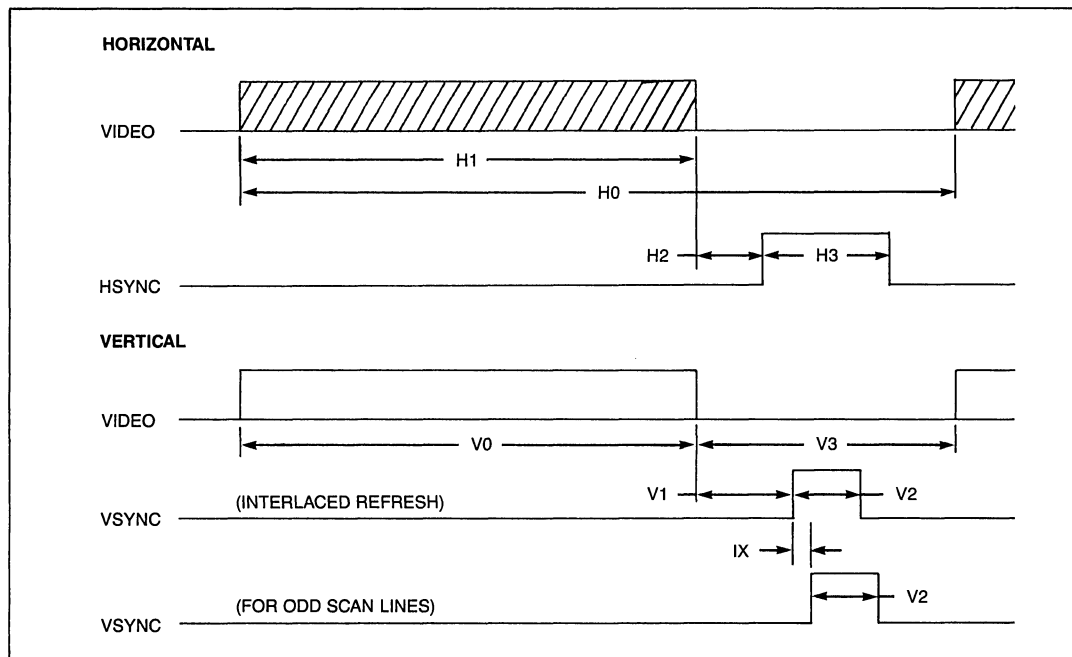 HORIZONTAL
VIDEO
H1
H0
H2
H3
HSYNC
VERTICAL
VIDEO
V0
V3
V1
V2
(INTERLACED REFRESH)
VSYNC
IX
V2
(FOR ODD SCAN LINES)
VSYNC